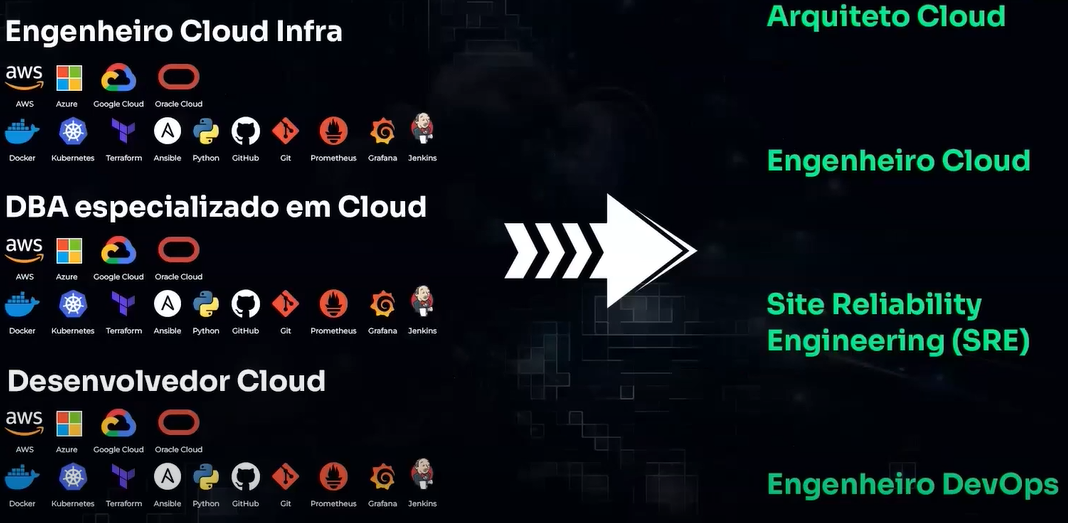 Engenheiro Cloud Infra
aws
AWS Azure Google Cloud Oracle Cloud
Docker Kubernetes Terraform Ansible Python GitHub Git Prometheus Grafana Jenkins
DBA especializado em Cloud
aws
AWS Azure Google Cloud Oracle Cloud
Docker Kubernetes Terraform Ansible Python GitHub Git Prometheus Grafana Jenkins
Desenvolvedor Cloud
aws
AWS Azure Google Cloud Oracle Cloud
Docker Kubernetes Terraform Ansible Python GitHub Git Prometheus Grafana Jenkins
Arquiteto Cloud
Engenheiro Cloud
Site Reliability
Engineering (SRE)
Engenheiro DevOps